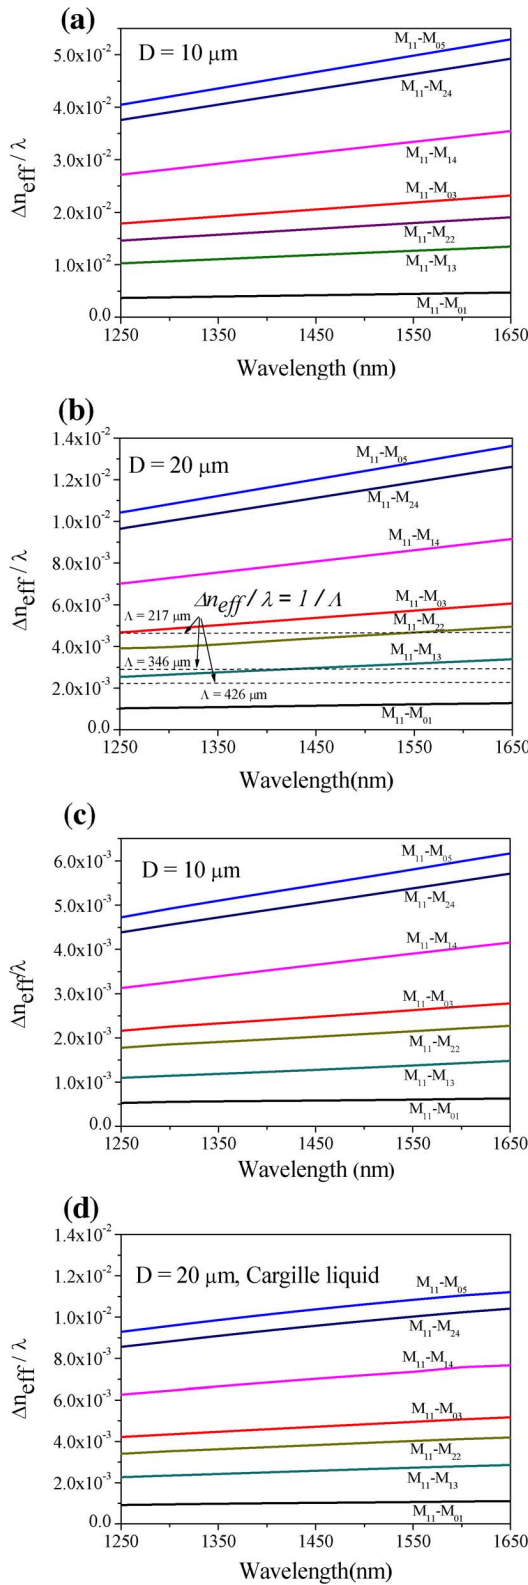 (a)
D = 10 μm
M₁₁-M₀₅
M₁₁-M₂₄
M₁₁-M₁₄
M₁₁-M₀₃
M₁₁-M₂₂
M₁₁-M₁₃
M₁₁-M₀₁
5.0x10⁻²
4.0x10⁻²
3.0x10⁻²
2.0x10⁻²
1.0x10⁻²
0.0
Δn_eff / λ
1250 1350 1450 1550 1650
Wavelength (nm)
(b)
D = 20 μm
M₁₁-M₀₅
M₁₁-M₂₄
M₁₁-M₁₄
Δn_eff / λ = 1 / Λ
M₁₁-M₀₃
Λ = 217 μm
M₁₁-M₂₂
Λ = 346 μm
M₁₁-M₁₃
Λ = 426 μm
M₁₁-M₀₁
1.4x10⁻²
1.2x10⁻²
1.0x10⁻²
8.0x10⁻³
6.0x10⁻³
4.0x10⁻³
2.0x10⁻³
0.0
Δn_eff / λ
1250 1350 1450 1550 1650
Wavelength(nm)
(c)
D = 10 μm
M₁₁-M₀₅
M₁₁-M₂₄
M₁₁-M₁₄
M₁₁-M₀₃
M₁₁-M₂₂
M₁₁-M₁₃
M₁₁-M₀₁
6.0x10⁻³
5.0x10⁻³
4.0x10⁻³
3.0x10⁻³
2.0x10⁻³
1.0x10⁻³
0.0
Δn_eff/λ
1250 1350 1450 1550 1650
Wavelength (nm)
(d)
D = 20 μm, Cargille liquid
M₁₁-M₀₅
M₁₁-M₂₄
M₁₁-M₁₄
M₁₁-M₀₃
M₁₁-M₂₂
M₁₁-M₁₃
M₁₁-M₀₁
1.4x10⁻²
1.2x10⁻²
1.0x10⁻²
8.0x10⁻³
6.0x10⁻³
4.0x10⁻³
2.0x10⁻³
0.0
Δn_eff / λ
1250 1350 1450 1550 1650
Wavelength(nm)